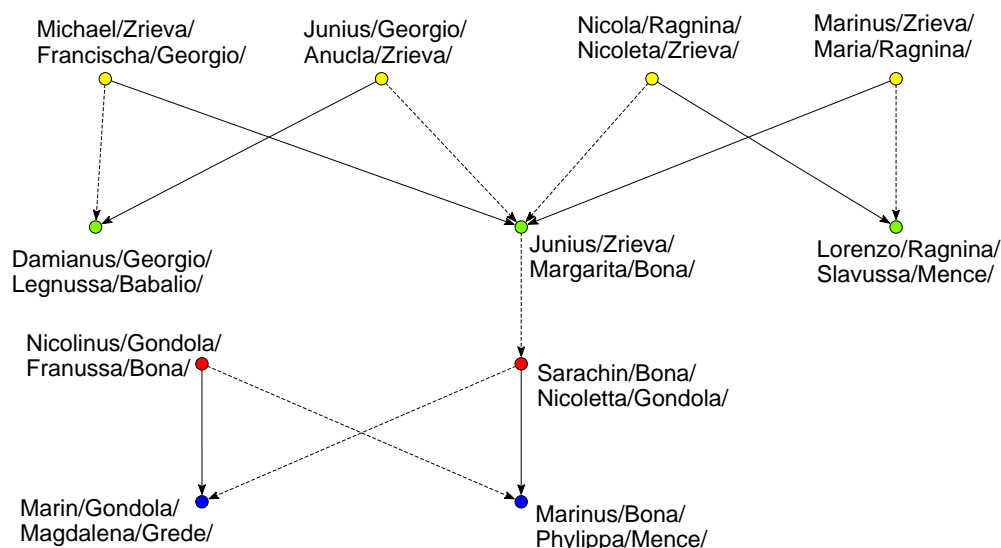 Michael/Zrieva/
Francischa/Georgio/
Junius/Georgio/
Anucla/Zrieva/
Nicola/Ragnina/
Nicoleta/Zrieva/
Marinus/Zrieva/
Maria/Ragnina/
Damianus/Georgio/
Legnussa/Babalio/
Junius/Zrieva/
Margarita/Bona/
Lorenzo/Ragnina/
Slavussa/Mence/
Nicolinus/Gondola/
Franussa/Bona/
Sarachin/Bona/
Nicoletta/Gondola/
Marin/Gondola/
Magdalena/Grede/
Marinus/Bona/
Phylippa/Mence/